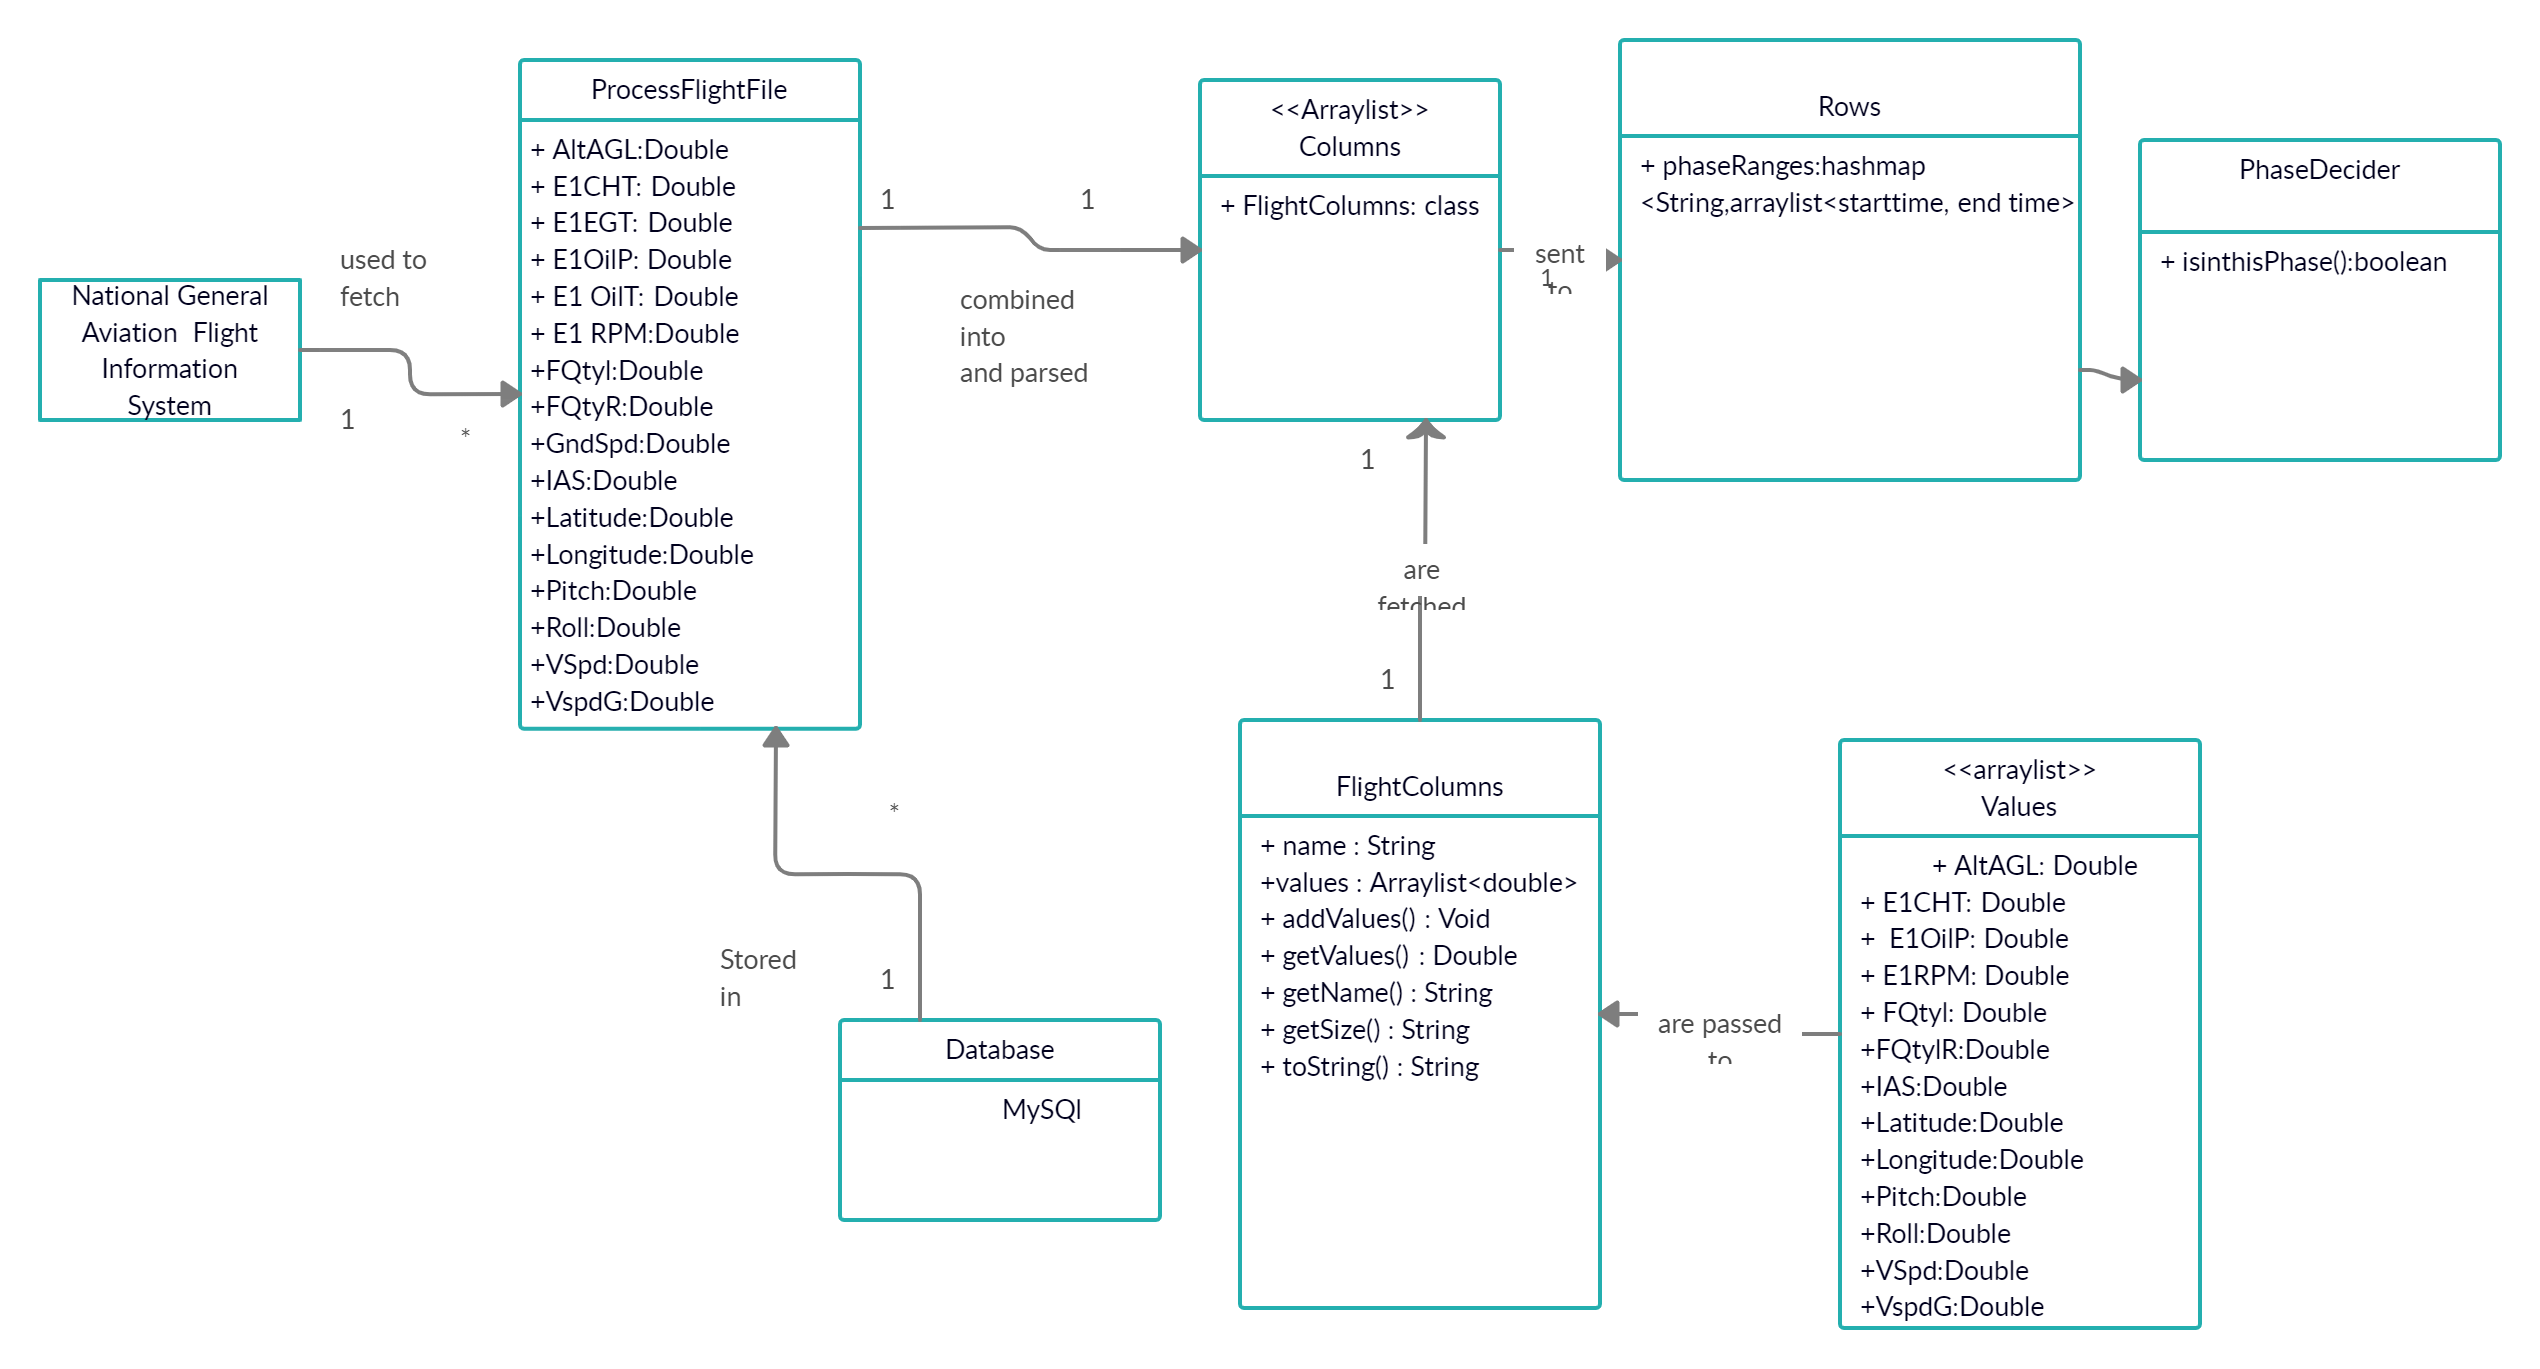 National General
Aviation  Flight
Information
System
used to
fetch
1
*
ProcessFlightFile
+ AltAGL:Double
+ E1CHT: Double
+ E1EGT: Double
+ E1OilP: Double
+ E1 OilT: Double
+ E1 RPM:Double
+FQtyl:Double
+FQtyR:Double
+GndSpd:Double
+IAS:Double
+Latitude:Double
+Longitude:Double
+Pitch:Double
+Roll:Double
+VSpd:Double
+VspdG:Double
1
1
combined
into
and parsed
<<Arraylist>>
Columns
+ FlightColumns: class
sent
1
to
Rows
+ phaseRanges:hashmap
<String,arraylist<starttime, end time>
PhaseDecider
+ isinthisPhase():boolean
1
are
fetched
1
*
Stored
in
1
Database
MySQl
FlightColumns
+ name : String
+values : Arraylist<double>
+ addValues() : Void
+ getValues() : Double
+ getName() : String
+ getSize() : String
+ toString() : String
are passed
to
<<arraylist>>
Values
+ AltAGL: Double
+ E1CHT: Double
+  E1OilP: Double
+ E1RPM: Double
+ FQtyl: Double
+FQtylR:Double
+IAS:Double
+Latitude:Double
+Longitude:Double
+Pitch:Double
+Roll:Double
+VSpd:Double
+VspdG:Double